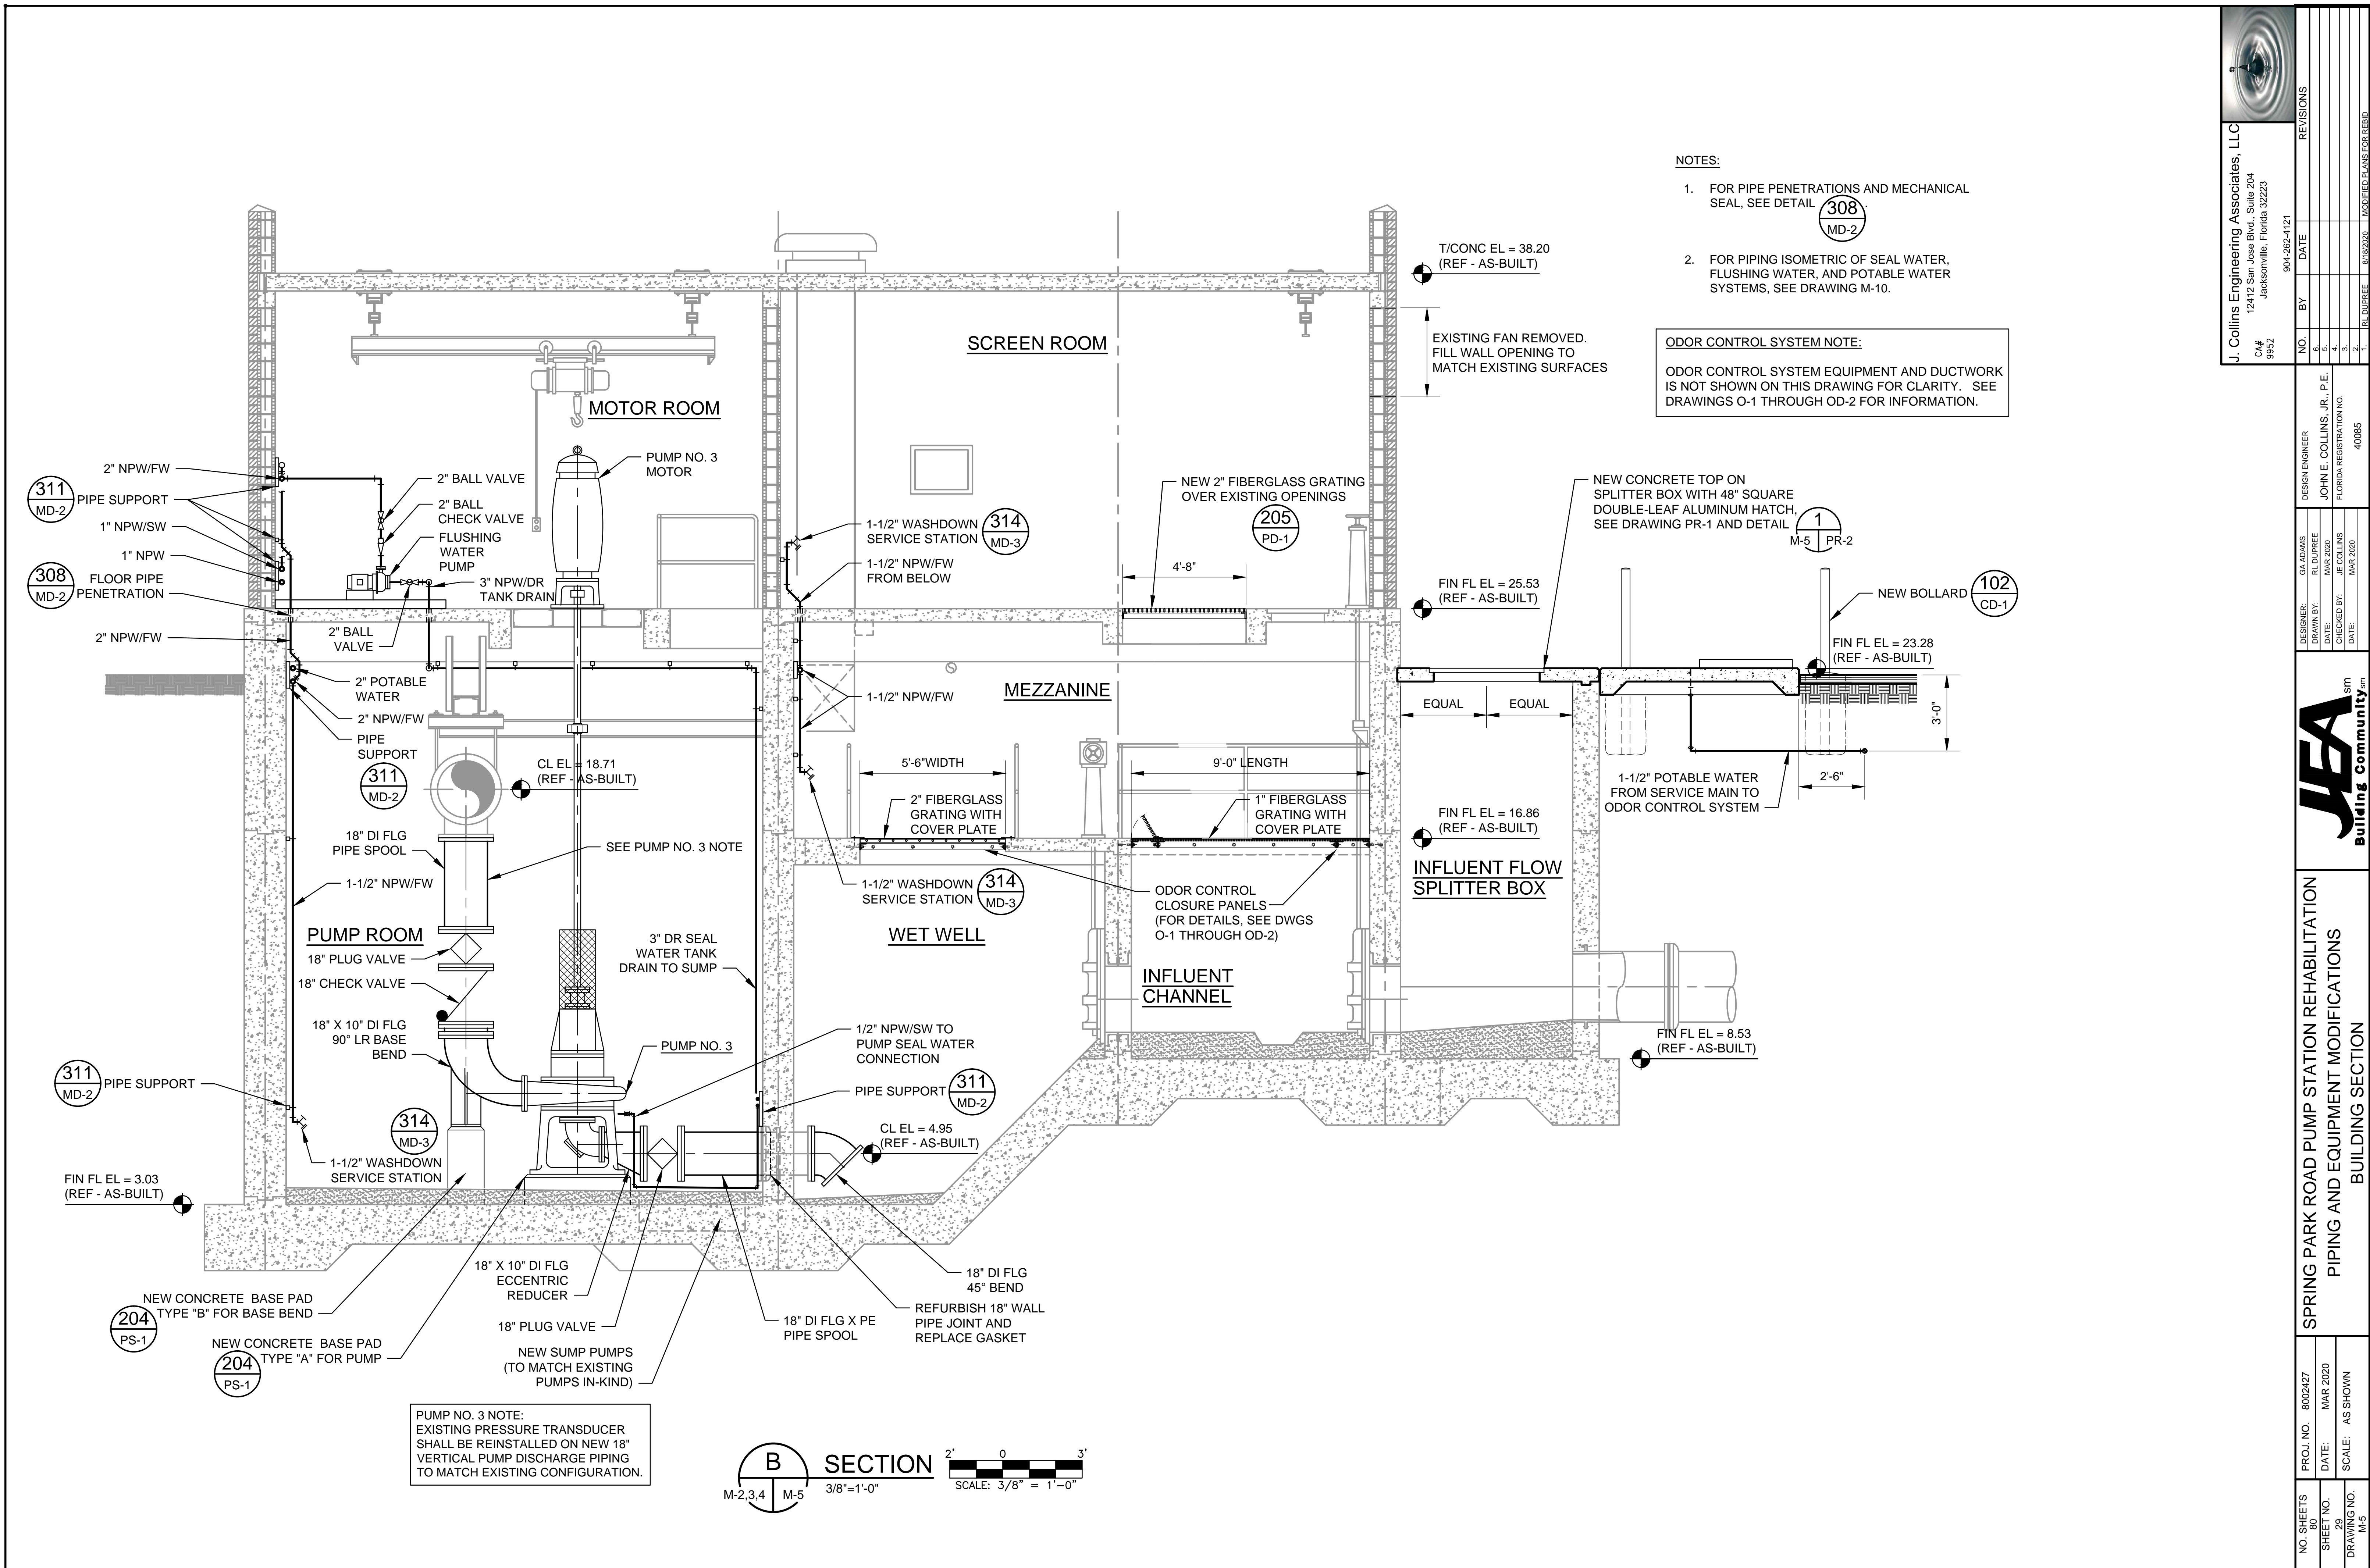 NOTES:
1. FOR PIPE PENETRATIONS AND MECHANICAL
SEAL, SEE DETAIL 308 .
MD-2
2. FOR PIPING ISOMETRIC OF SEAL WATER,
FLUSHING WATER, AND POTABLE WATER
SYSTEMS, SEE DRAWING M-10.
ODOR CONTROL SYSTEM NOTE:
ODOR CONTROL SYSTEM EQUIPMENT AND DUCTWORK
IS NOT SHOWN ON THIS DRAWING FOR CLARITY. SEE
DRAWINGS O-1 THROUGH OD-2 FOR INFORMATION.
T/CONC EL = 38.20
(REF - AS-BUILT)
EXISTING FAN REMOVED.
FILL WALL OPENING TO
MATCH EXISTING SURFACES
SCREEN ROOM
MOTOR ROOM
PUMP NO. 3
MOTOR
2" NPW/FW
311
MD-2
PIPE SUPPORT
1" NPW/SW
1" NPW
308
MD-2
FLOOR PIPE
PENETRATION
2" NPW/FW
2" BALL VALVE
2" BALL
CHECK VALVE
FLUSHING
WATER
PUMP
3" NPW/DR
TANK DRAIN
2" BALL
VALVE
2" POTABLE
WATER
2" NPW/FW
PIPE
SUPPORT
311
MD-2
1-1/2" WASHDOWN
SERVICE STATION
314
MD-3
1-1/2" NPW/FW
FROM BELOW
1-1/2" NPW/FW
NEW 2" FIBERGLASS GRATING
OVER EXISTING OPENINGS
205
PD-1
4'-8"
NEW CONCRETE TOP ON
SPLITTER BOX WITH 48" SQUARE
DOUBLE-LEAF ALUMINUM HATCH,
SEE DRAWING PR-1 AND DETAIL
1
M-5 PR-2
FIN FL EL = 25.53
(REF - AS-BUILT)
NEW BOLLARD
102
CD-1
FIN FL EL = 23.28
(REF - AS-BUILT)
MEZZANINE
EQUAL
EQUAL
3'-0"
2'-6"
1-1/2" POTABLE WATER
FROM SERVICE MAIN TO
ODOR CONTROL SYSTEM
CL EL = 18.71
(REF - AS-BUILT)
5'-6"WIDTH
9'-0" LENGTH
2" FIBERGLASS
GRATING WITH
COVER PLATE
1" FIBERGLASS
GRATING WITH
COVER PLATE
FIN FL EL = 16.86
(REF - AS-BUILT)
18" DI FLG
PIPE SPOOL
SEE PUMP NO. 3 NOTE
1-1/2" NPW/FW
1-1/2" WASHDOWN
SERVICE STATION
314
MD-3
ODOR CONTROL
CLOSURE PANELS
(FOR DETAILS, SEE DWGS
O-1 THROUGH OD-2)
INFLUENT FLOW
SPLITTER BOX
PUMP ROOM
WET WELL
3" DR SEAL
WATER TANK
DRAIN TO SUMP
INFLUENT
CHANNEL
18" PLUG VALVE
18" CHECK VALVE
18" X 10" DI FLG
90° LR BASE
BEND
PUMP NO. 3
1/2" NPW/SW TO
PUMP SEAL WATER
CONNECTION
FIN FL EL = 8.53
(REF - AS-BUILT)
311
MD-2
PIPE SUPPORT
PIPE SUPPORT
311
MD-2
314
MD-3
1-1/2" WASHDOWN
SERVICE STATION
CL EL = 4.95
(REF - AS-BUILT)
FIN FL EL = 3.03
(REF - AS-BUILT)
18" X 10" DI FLG
ECCENTRIC
REDUCER
18" DI FLG
45° BEND
NEW CONCRETE BASE PAD
TYPE "B" FOR BASE BEND
204
PS-1
REFURBISH 18" WALL
PIPE JOINT AND
REPLACE GASKET
18" PLUG VALVE
18" DI FLG X PE
PIPE SPOOL
NEW CONCRETE BASE PAD
TYPE "A" FOR PUMP
204
PS-1
NEW SUMP PUMPS
(TO MATCH EXISTING
PUMPS IN-KIND)
PUMP NO. 3 NOTE:
EXISTING PRESSURE TRANSDUCER
SHALL BE REINSTALLED ON NEW 18"
VERTICAL PUMP DISCHARGE PIPING
TO MATCH EXISTING CONFIGURATION.
B
M-2,3,4 M-5
SECTION
3/8"=1'-0"
2' 0 3'
SCALE: 3/8" = 1'-0"
J. Collins Engineering Associates, LLC
CA#
9952
12412 San Jose Blvd., Suite 204
Jacksonville, Florida 32223
904-262-4121
NO. BY DATE REVISIONS
6.
5.
4.
3.
2.
1. RL DUPREE 8/18/2020 MODIFIED PLANS FOR REBID
DESIGN ENGINEER
JOHN E. COLLINS, JR., P.E.
FLORIDA REGISTRATION NO.
40085
DESIGNER: GA ADAMS
DRAWN BY: RL DUPREE
DATE: MAR 2020
CHECKED BY: JE COLLINS
DATE: MAR 2020
JEA sm
Building Community sm
SPRING PARK ROAD PUMP STATION REHABILITATION
PIPING AND EQUIPMENT MODIFICATIONS
BUILDING SECTION
PROJ. NO. 8002427
DATE: MAR 2020
SCALE: AS SHOWN
NO. SHEETS
80
SHEET NO.
29
DRAWING NO.
M-5